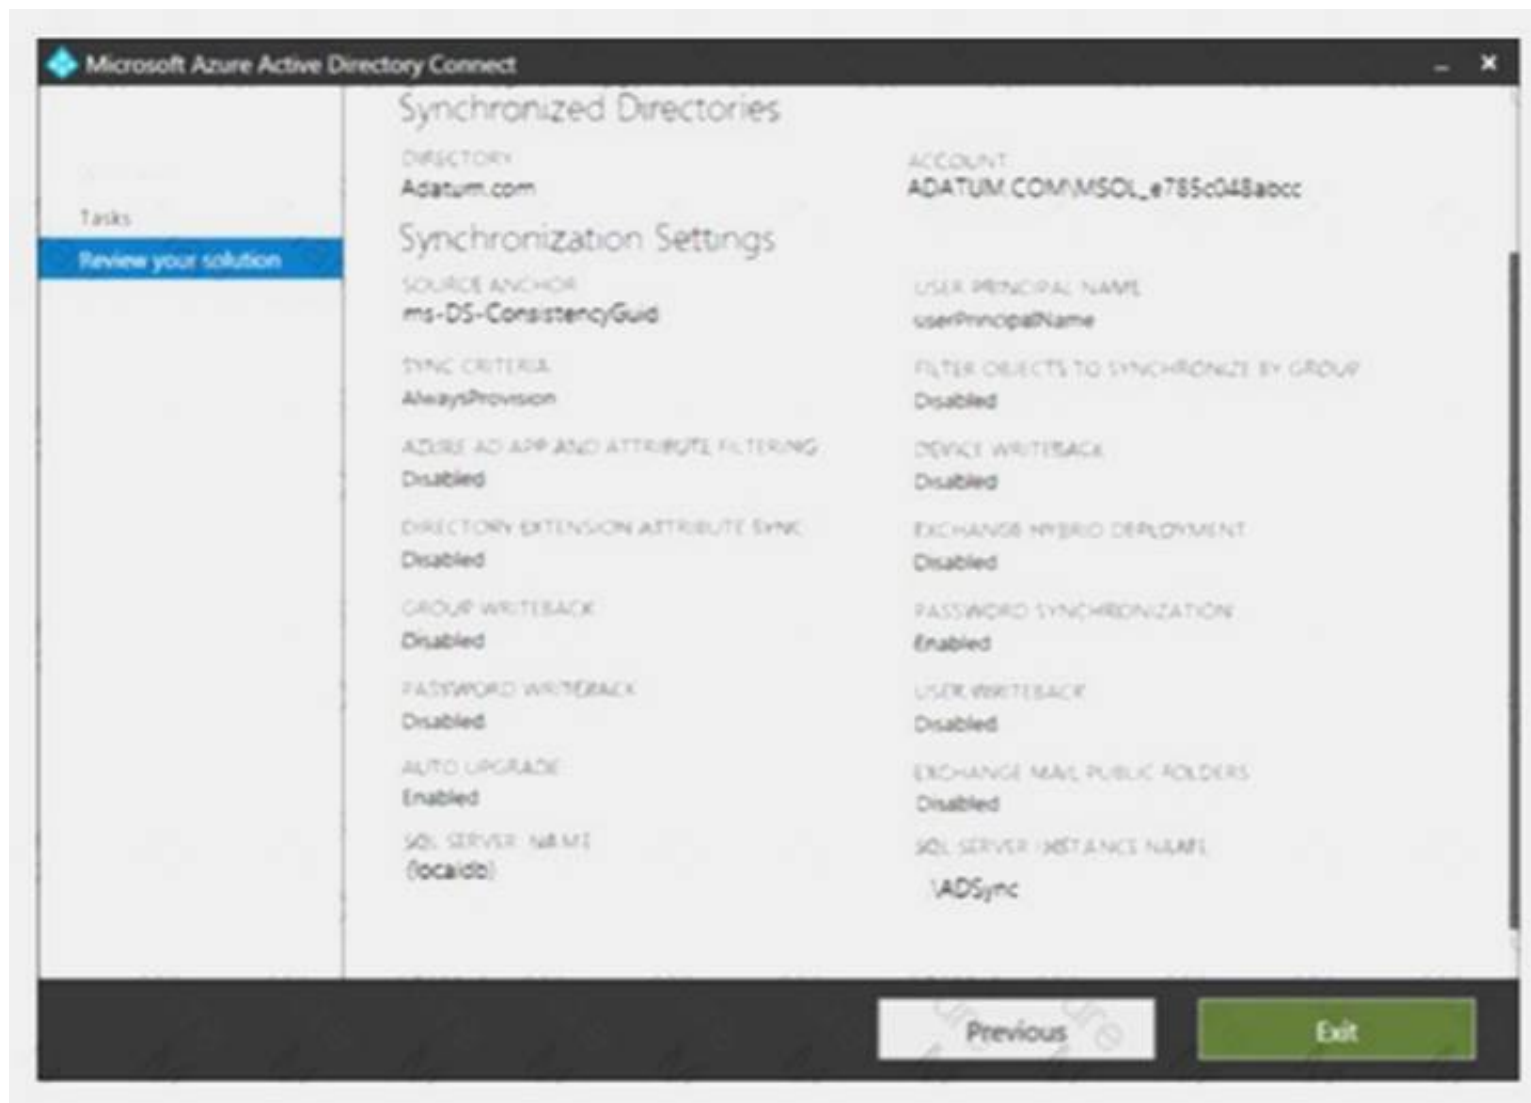 Microsoft Azure Active Directory Connect
Synchronized Directories
DIRECTORY
Adatum.com
ACCOUNT
ADATUM.COM\MSOL_e785c048abcc
Tasks
Review your solution
Synchronization Settings
SOURCE ANCHOR
ms-DS-ConsistencyGuid
USER PRINCIPAL NAME
userPrincipalName
SYNC CRITERIA
AlwaysProvision
FILTER OBJECTS TO SYNCHRONIZE BY GROUP
Disabled
AZURE AD APP AND ATTRIBUTE FILTERING
Disabled
DEVICE WRITEBACK
Disabled
DIRECTORY EXTENSION ATTRIBUTE SYNC
Disabled
EXCHANGE HYBRID DEPLOYMENT
Disabled
GROUP WRITEBACK
Disabled
PASSWORD SYNCHRONIZATION
Enabled
PASSWORD WRITEBACK
Disabled
USER WRITEBACK
Disabled
AUTO UPGRADE
Enabled
EXCHANGE MAIL PUBLIC FOLDERS
Disabled
SQL SERVER NAME
(localdb)
SQL SERVER INSTANCE NAME
.\ADSync
Previous
Exit